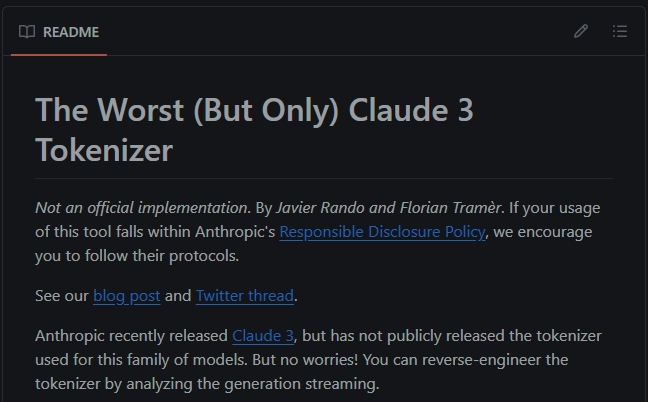 README
The Worst (But Only) Claude 3
Tokenizer
Not an official implementation. By Javier Rando and Florian Tramèr. If your usage
of this tool falls within Anthropic's Responsible Disclosure Policy, we encourage
you to follow their protocols.
See our blog post and Twitter thread.
Anthropic recently released Claude 3, but has not publicly released the tokenizer
used for this family of models. But no worries! You can reverse-engineer the
tokenizer by analyzing the generation streaming.